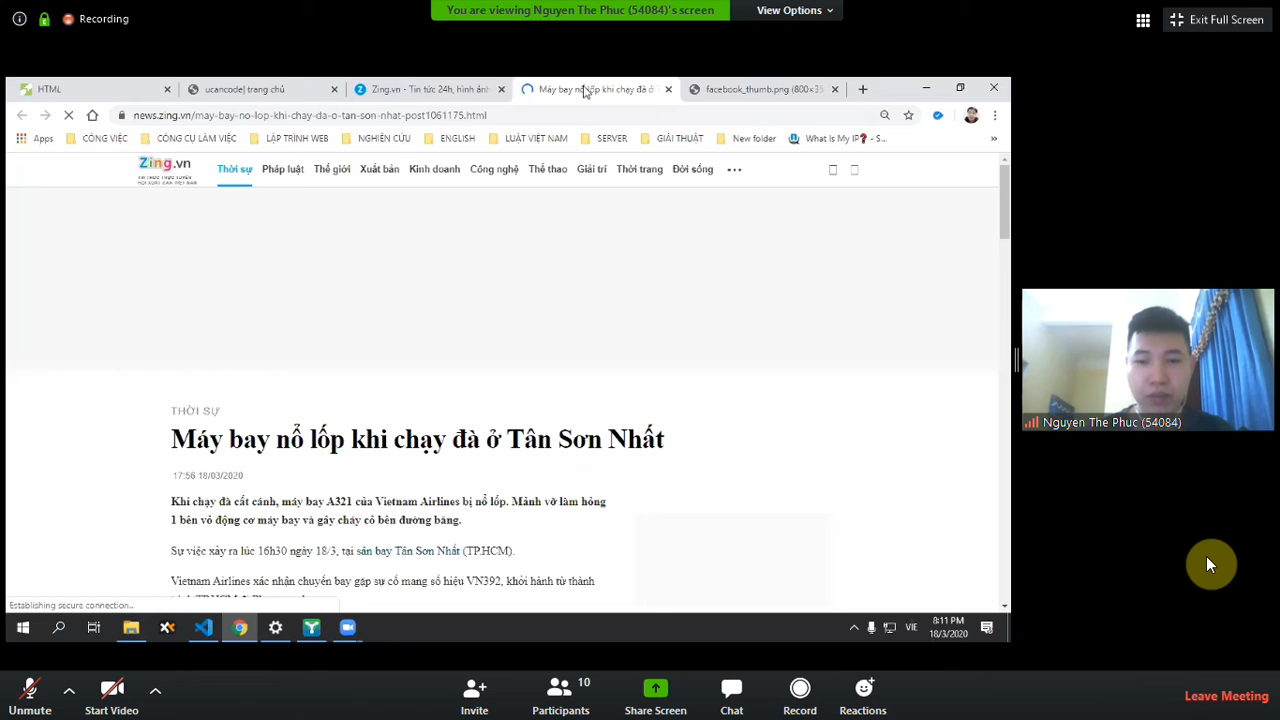 Recording
You are viewing Nguyen The Phuc (54084)'s screen
View Options
Exit Full Screen
HTML
ucancode| trang chủ
Zing.vn - Tin tức 24h, hình ảnh
Máy bay nổ lốp khi chạy đà ở
facebook_thumb.png (800×35
news.zing.vn/may-bay-no-lop-khi-chay-da-o-tan-son-nhat-post1061175.html
Apps
CÔNG VIỆC
CÔNG CỤ LÀM VIỆC
LẬP TRÌNH WEB
NGHIÊN CỨU
ENGLISH
LUẬT VIỆT NAM
SERVER
GIẢI THUẬT
New folder
What Is My IP? - S...
Zing.vn
Thời sự
Pháp luật
Thế giới
Xuất bản
Kinh doanh
Công nghệ
Thể thao
Giải trí
Thời trang
Đời sống
THỜI SỰ
Máy bay nổ lốp khi chạy đà ở Tân Sơn Nhất
17:56 18/03/2020
Khi chạy đà cất cánh, máy bay A321 của Vietnam Airlines bị nổ lốp. Mảnh vỡ làm hỏng
1 bên vỏ động cơ máy bay và gây cháy cỏ bên đường băng.
Sự việc xảy ra lúc 16h30 ngày 18/3, tại sân bay Tân Sơn Nhất (TP.HCM).
Vietnam Airlines xác nhận chuyến bay gặp sự cố mang số hiệu VN392, khởi hành từ thành
Establishing secure connection...
Nguyen The Phuc (54084)
VIE
8:11 PM
18/3/2020
Unmute
Start Video
Invite
Participants
10
Share Screen
Chat
Record
Reactions
Leave Meeting